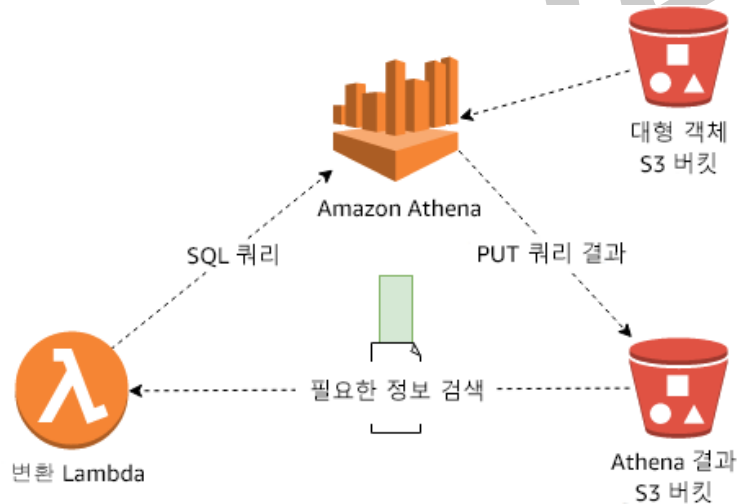 대형 객체
S3 버킷
Amazon Athena
SQL 쿼리
PUT 쿼리 결과
필요한 정보 검색
변환 Lambda
Athena 결과
S3 버킷